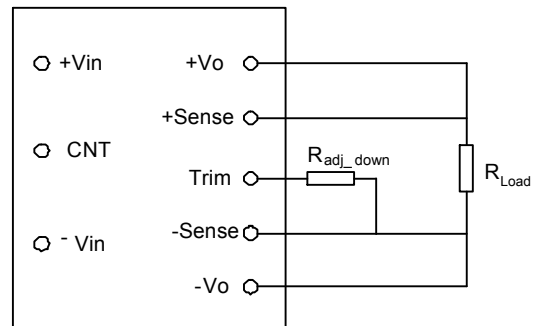 +Vin
+Vo
+Sense
CNT
R_adj_down
Trim
R_Load
-Sense
- Vin
-Vo